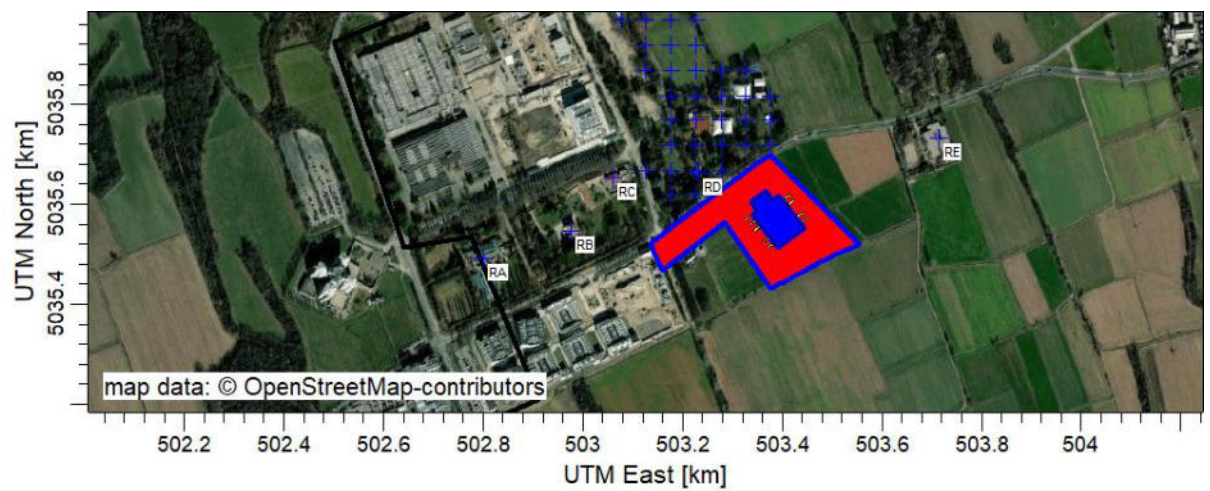 5035.8
5035.6
5035.4
UTM North [km]
RE
RC
RD
RB
RA
map data: © OpenStreetMap-contributors
502.2 502.4 502.6 502.8 503 503.2 503.4 503.6 503.8 504
UTM East [km]